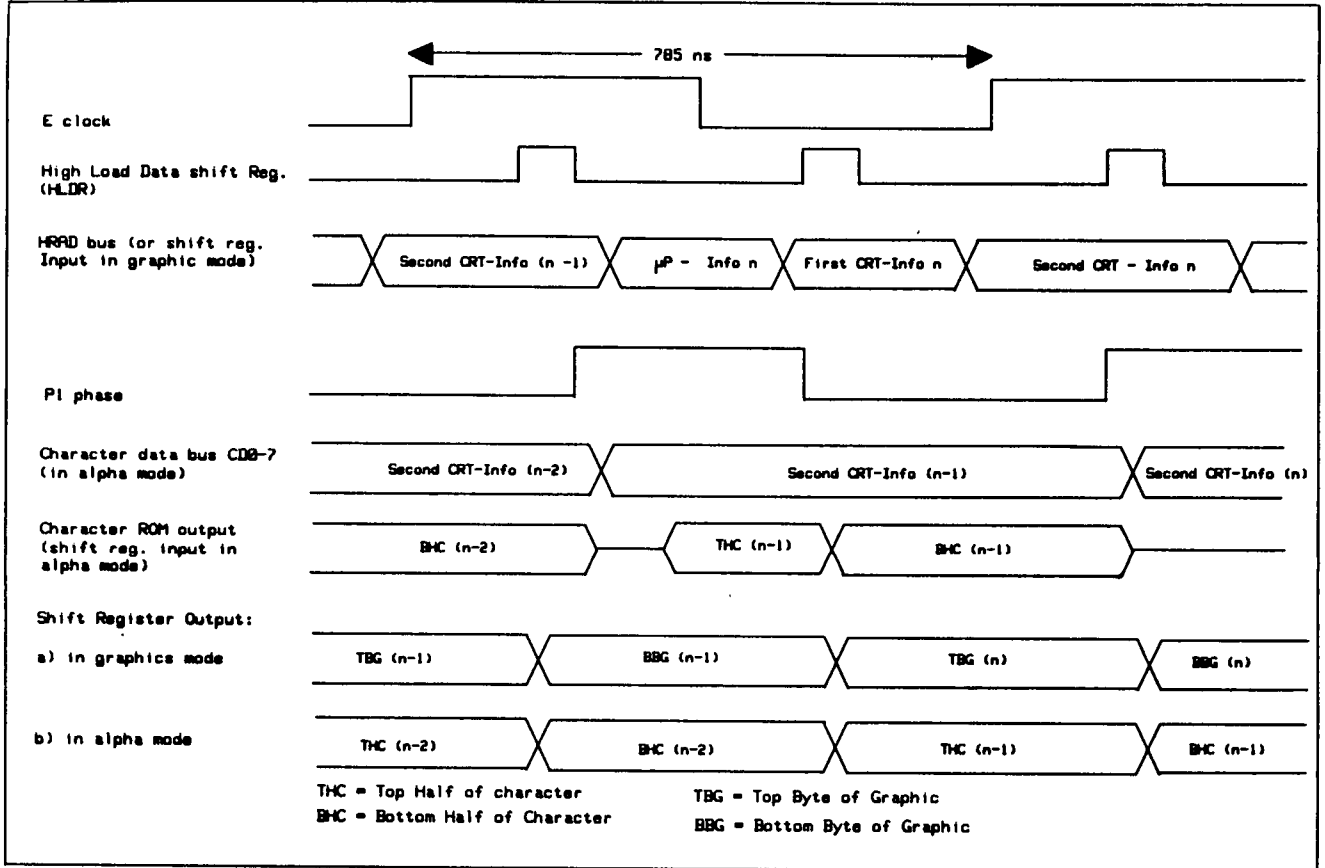 785 ns
E clock
High Load Data shift Reg.
(HLDR)
HRAD bus (or shift reg.
Input in graphic mode)
Second CRT-Info (n -1)
µP - Info n
First CRT-Info n
Second CRT - Info n
P1 phase
Character data bus CD0-7
(in alpha mode)
Second CRT-Info (n-2)
Second CRT-Info (n-1)
Second CRT-Info (n)
Character ROM output
(shift reg. input in
alpha mode)
BHC (n-2)
THC (n-1)
BHC (n-1)
Shift Register Output:
a) in graphics mode
TBG (n-1)
BBG (n-1)
TBG (n)
BBG (n)
b) in alpha mode
THC (n-2)
BHC (n-2)
THC (n-1)
BHC (n-1)
THC = Top Half of character
TBG = Top Byte of Graphic
BHC = Bottom Half of Character
BBG = Bottom Byte of Graphic